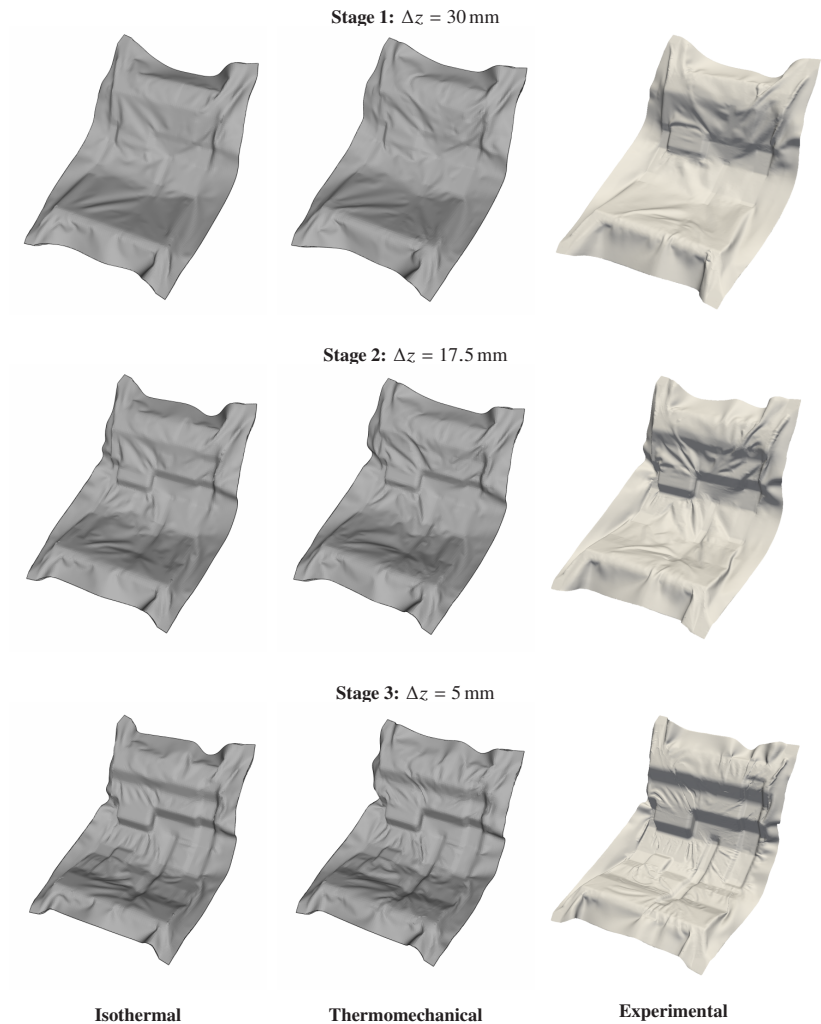 Stage 1: Δz = 30 mm
Stage 2: Δz = 17.5 mm
Stage 3: Δz = 5 mm
Isothermal Thermomechanical Experimental